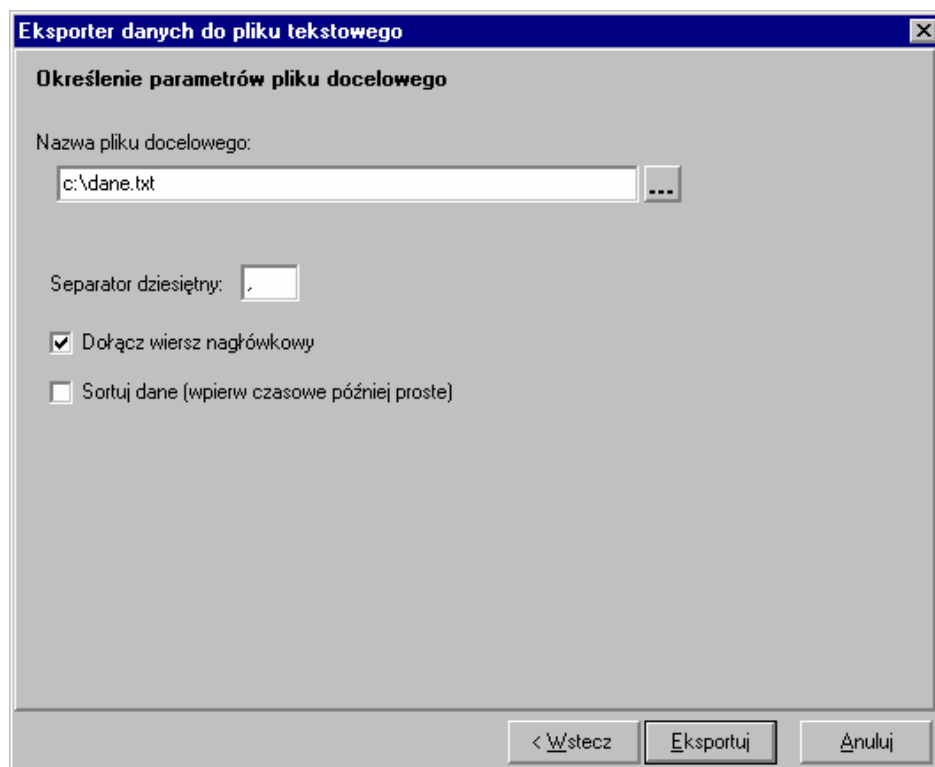 Eksporter danych do pliku tekstowego
Określenie parametrów pliku docelowego
Nazwa pliku docelowego:
c:\dane.txt
...
Separator dziesiętny: ,
Dołącz wiersz nagłówkowy
Sortuj dane (wpierw czasowe później proste)
< Wstecz Eksportuj Anuluj